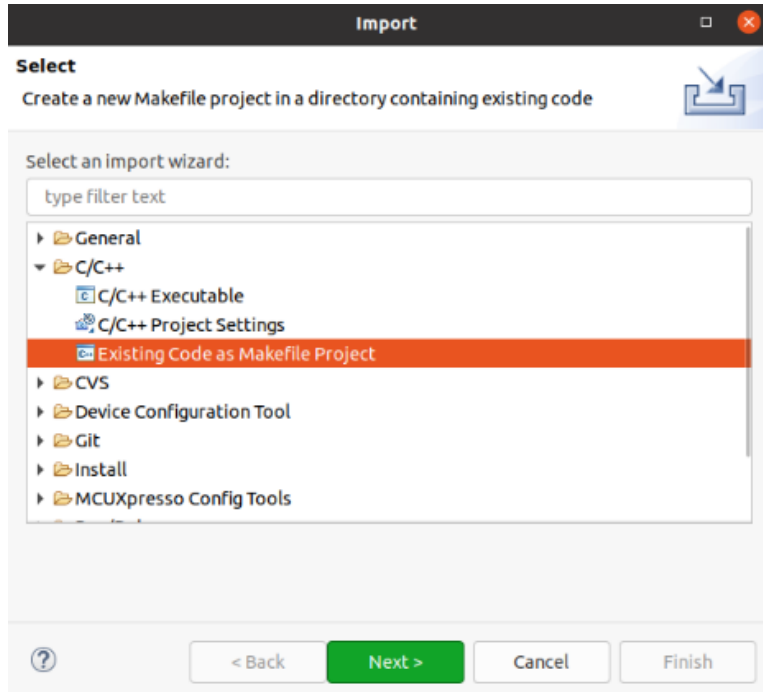 Import
Select
Create a new Makefile project in a directory containing existing code
Select an import wizard:
type filter text
General
C/C++
C/C++ Executable
C/C++ Project Settings
Existing Code as Makefile Project
CVS
Device Configuration Tool
Git
Install
MCUXpresso Config Tools
< Back
Next >
Cancel
Finish